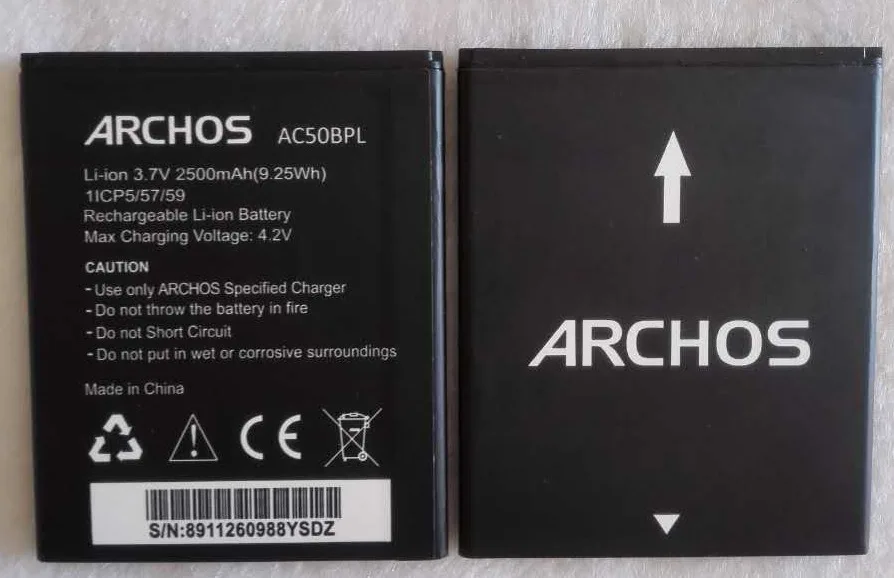 ARCHOS AC50BPL
Li-ion 3.7V 2500mAh(9.25Wh)
1ICP5/57/59
Rechargeable Li-ion Battery
Max Charging Voltage: 4.2V
CAUTION
- Use only ARCHOS Specified Charger
- Do not throw the battery in fire
- Do not Short Circuit
- Do not put in wet or corrosive surroundings
Made in China
CE
S/N:8911260988YSDZ
ARCHOS